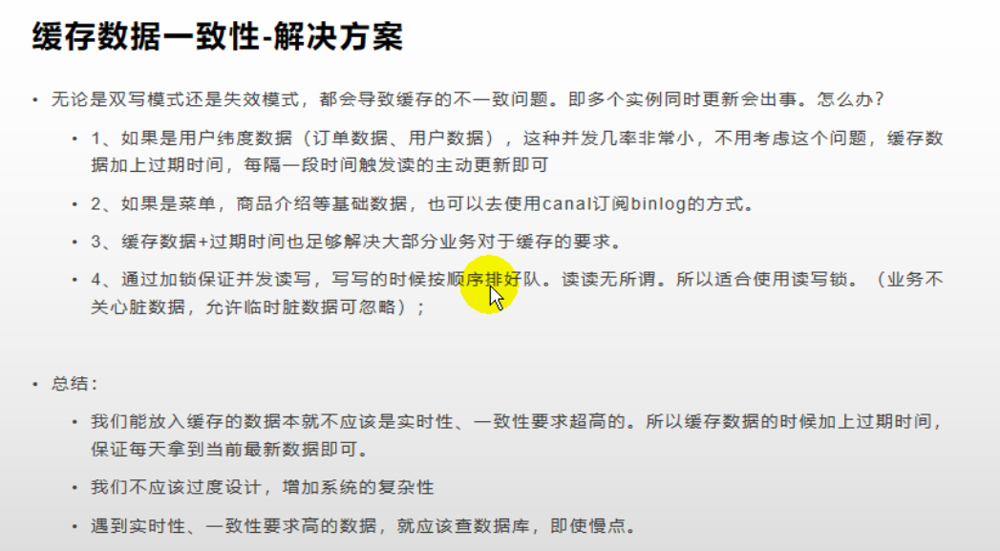 缓存数据一致性-解决方案
• 无论是双写模式还是失效模式，都会导致缓存的不一致问题。即多个实例同时更新会出事。怎么办？
• 1、如果是用户纬度数据（订单数据、用户数据），这种并发几率非常小，不用考虑这个问题，缓存数
据加上过期时间，每隔一段时间触发读的主动更新即可
• 2、如果是菜单，商品介绍等基础数据，也可以去使用canal订阅binlog的方式。
• 3、缓存数据+过期时间也足够解决大部分业务对于缓存的要求。
• 4、通过加锁保证并发读写，写写的时候按顺序排好队。读读无所谓。所以适合使用读写锁。（业务不
关心脏数据，允许临时脏数据可忽略）；
• 总结：
• 我们能放入缓存的数据本就不应该是实时性、一致性要求超高的。所以缓存数据的时候加上过期时间，
保证每天拿到当前最新数据即可。
• 我们不应该过度设计，增加系统的复杂性
• 遇到实时性、一致性要求高的数据，就应该查数据库，即使慢点。